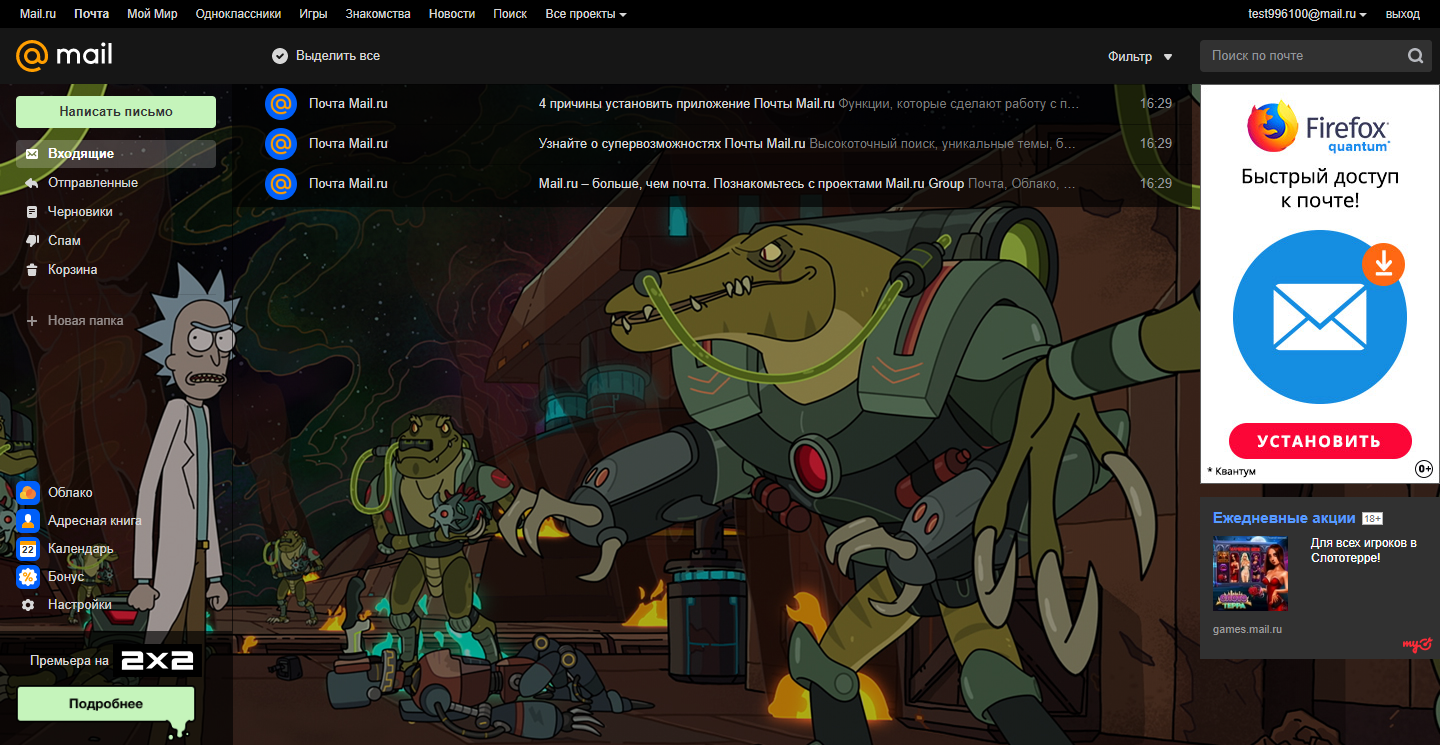 Mail.ru Почта Мой Мир Одноклассники Игры Знакомства Новости Поиск Все проекты test996100@mail.ru выход
@mail Выделить все Фильтр Поиск по почте
Написать письмо
Входящие
Отправленные
Черновики
Спам
Корзина
Новая папка
Облако
Адресная книга
22 Календарь
% Бонус
Настройки
Премьера на 2x2
Подробнее
@ Почта Mail.ru 4 причины установить приложение Почты Mail.ru Функции, которые сделают работу с п… 16:29
@ Почта Mail.ru Узнайте о супервозможностях Почты Mail.ru Высокоточный поиск, уникальные темы, б… 16:29
@ Почта Mail.ru Mail.ru – больше, чем почта. Познакомьтесь с проектами Mail.ru Group Почта, Облако, … 16:29
Firefox
quantum*
Быстрый доступ
к почте!
УСТАНОВИТЬ
* Квантум 0+
Ежедневные акции 18+
Для всех игроков в
Слототерре!
ТЕРРА
games.mail.ru
my